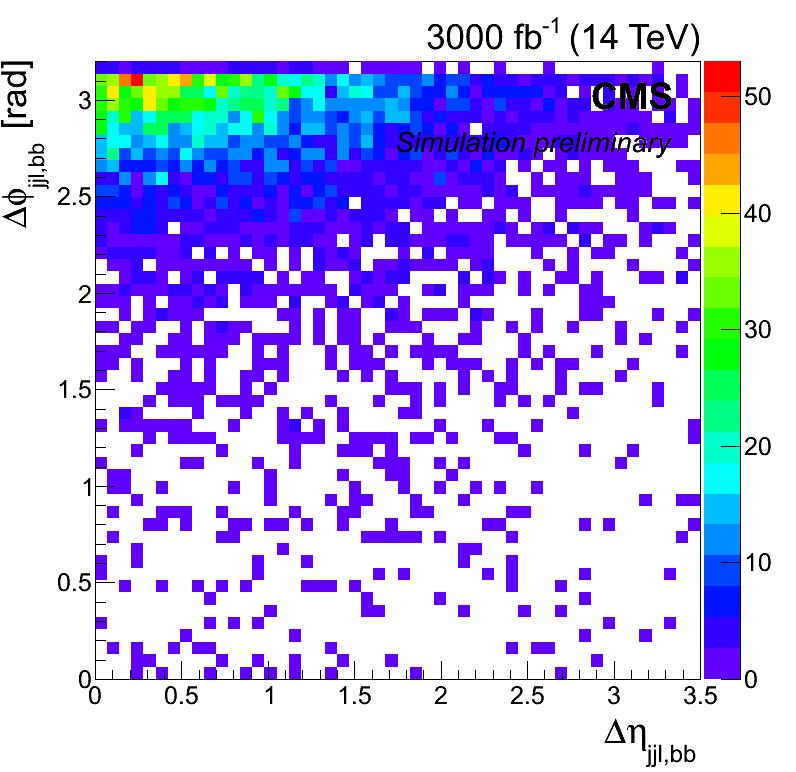 3000 fb⁻¹ (14 TeV)
CMS
Simulation preliminary
Δϕjjl,bb [rad]
3
2.5
2
1.5
1
0.5
0
0 0.5 1 1.5 2 2.5 3 3.5
Δηjjl,bb
50
40
30
20
10
0